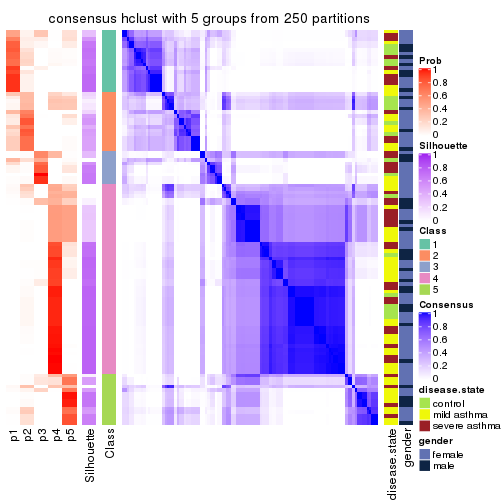 consensus hclust with 5 groups from 250 partitions
Prob
1
0.8
0.6
0.4
0.2
0
Silhouette
1
0.8
0.6
0.4
0.2
0
Class
1
2
3
4
5
Consensus
1
0.8
0.6
0.4
0.2
0
disease.state
control
mild asthma
severe asthma
gender
female
male
p1
p2
p3
p4
p5
Silhouette
Class
disease.state
gender